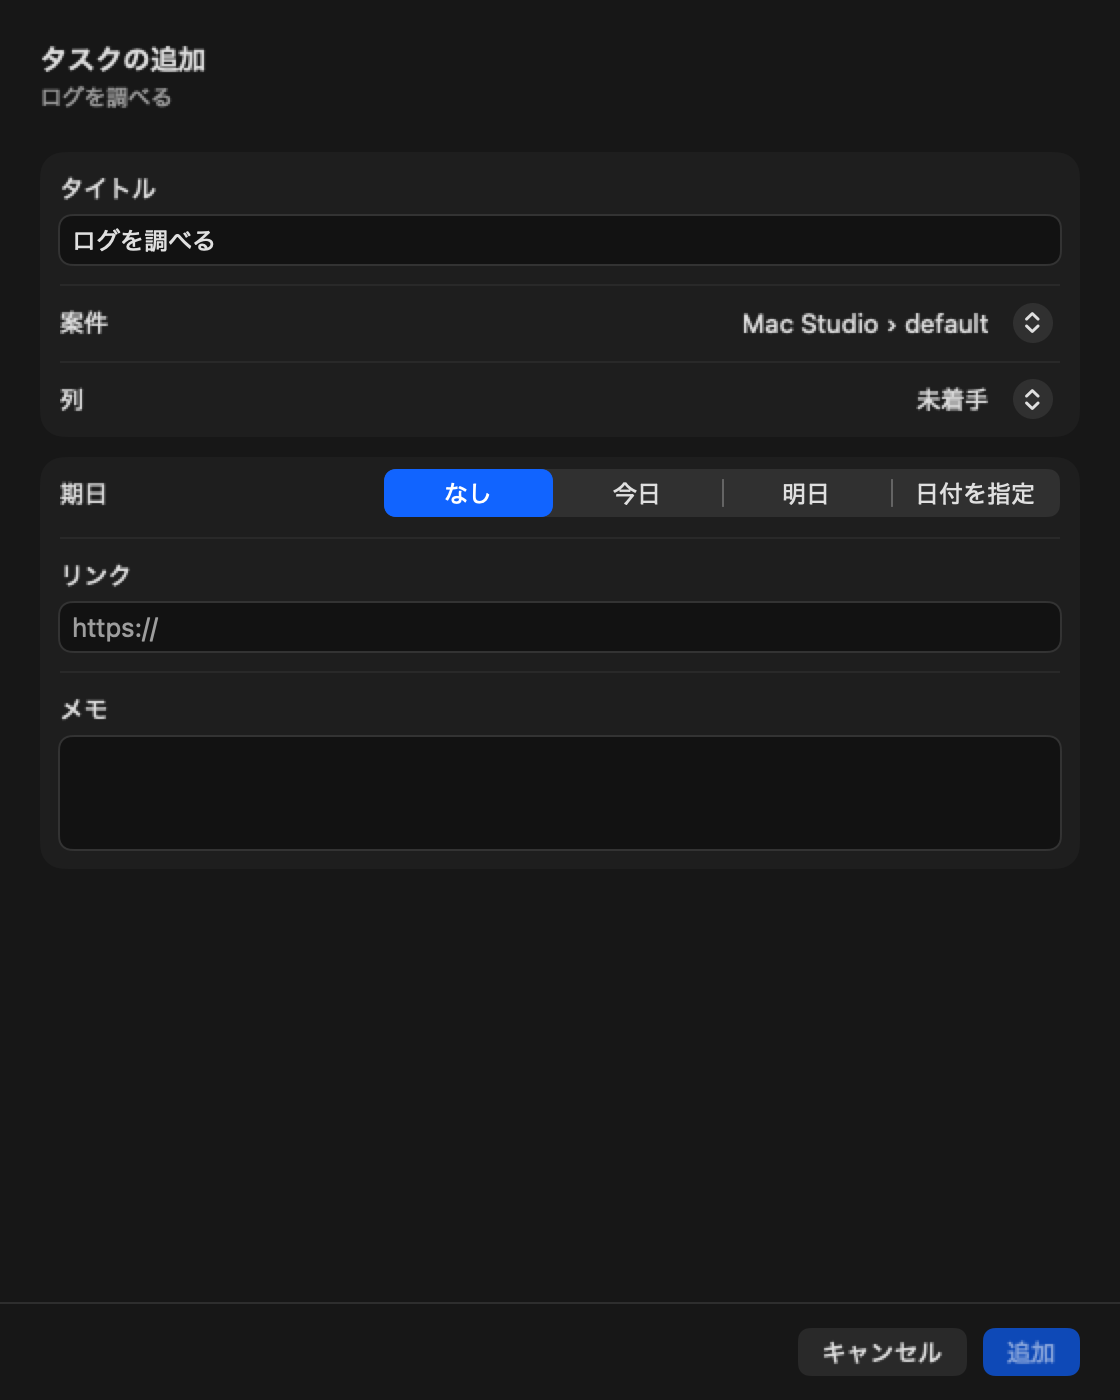 タスクの追加
ログを調べる
タイトル
ログを調べる
案件 Mac Studio › default
列 未着手
期日 なし 今日 明日 日付を指定
リンク
https://
メモ
キャンセル 追加